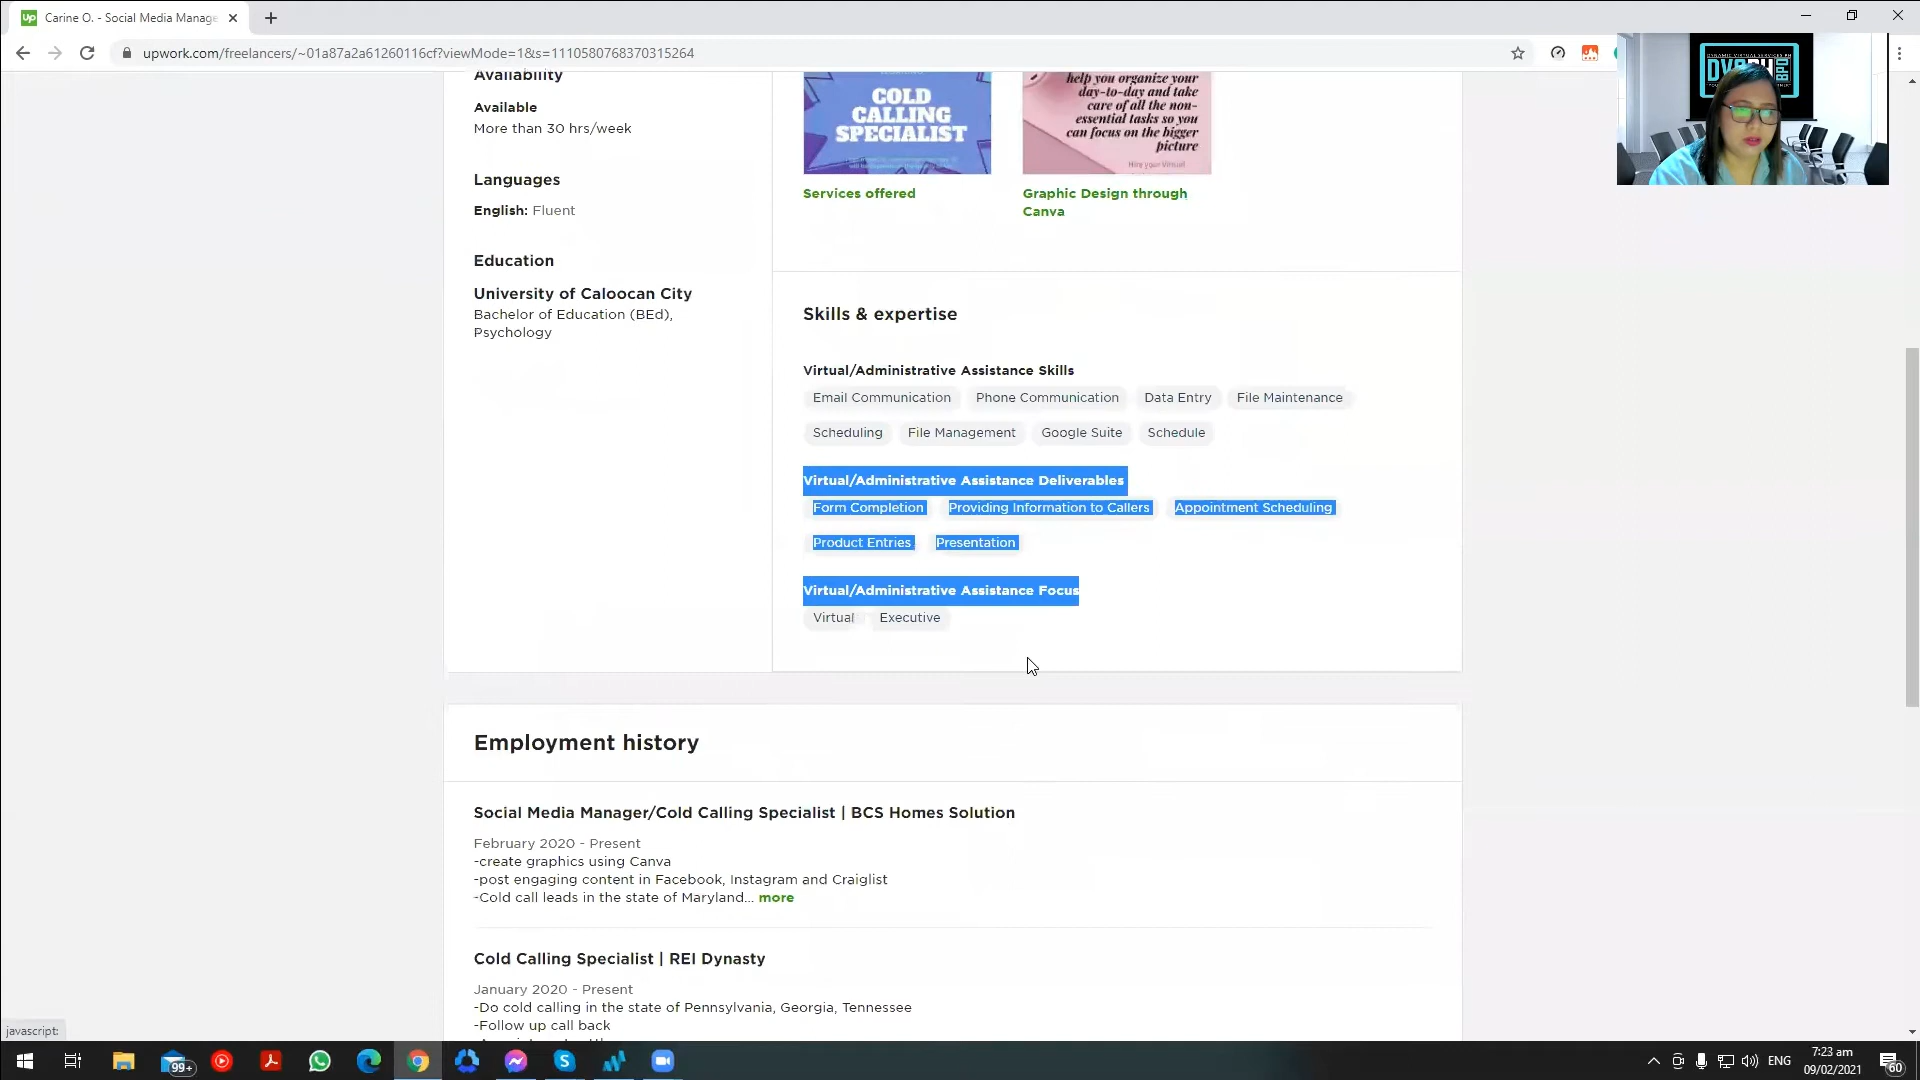 Carine O. - Social Media Manage
upwork.com/freelancers/~01a87a2a61260116cf?viewMode=1&s=1110580768370315264
Availability
Available
More than 30 hrs/week
Languages
English: Fluent
Education
University of Caloocan City
Bachelor of Education (BEd),
Psychology
COLD
CALLING
SPECIALIST
Services offered
help you organize your
day-to-day and take
care of all the non-
essential tasks so you
can focus on the bigger
picture
Hire your Virtual
Graphic Design through
Canva
Skills & expertise
Virtual/Administrative Assistance Skills
Email Communication Phone Communication Data Entry File Maintenance
Scheduling File Management Google Suite Schedule
Virtual/Administrative Assistance Deliverables
Form Completion Providing Information to Callers Appointment Scheduling
Product Entries Presentation
Virtual/Administrative Assistance Focus
Virtual Executive
Employment history
Social Media Manager/Cold Calling Specialist | BCS Homes Solution
February 2020 - Present
-create graphics using Canva
-post engaging content in Facebook, Instagram and Craiglist
-Cold call leads in the state of Maryland... more
Cold Calling Specialist | REI Dynasty
January 2020 - Present
-Do cold calling in the state of Pennsylvania, Georgia, Tennessee
-Follow up call back
javascript:
99+
ENG
7:23 am
09/02/2021
60